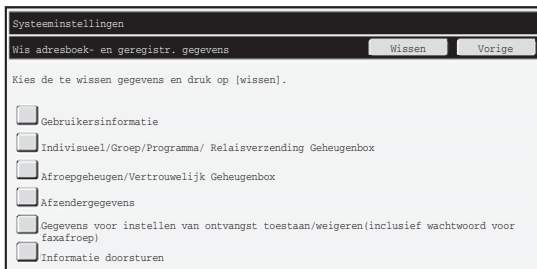 Systeeminstellingen
Wis adresboek- en geregistr. gegevens Wissen Vorige
Kies de te wissen gegevens en druk op [wissen].
Gebruikersinformatie
Indivisueel/Groep/Programma/ Relaisverzending Geheugenbox
Afroepgeheugen/Vertrouwelijk Geheugenbox
Afzendergegevens
Gegevens voor instellen van ontvangst toestaan/weigeren(inclusief wachtwoord voor
faxafroep)
Informatie doorsturen